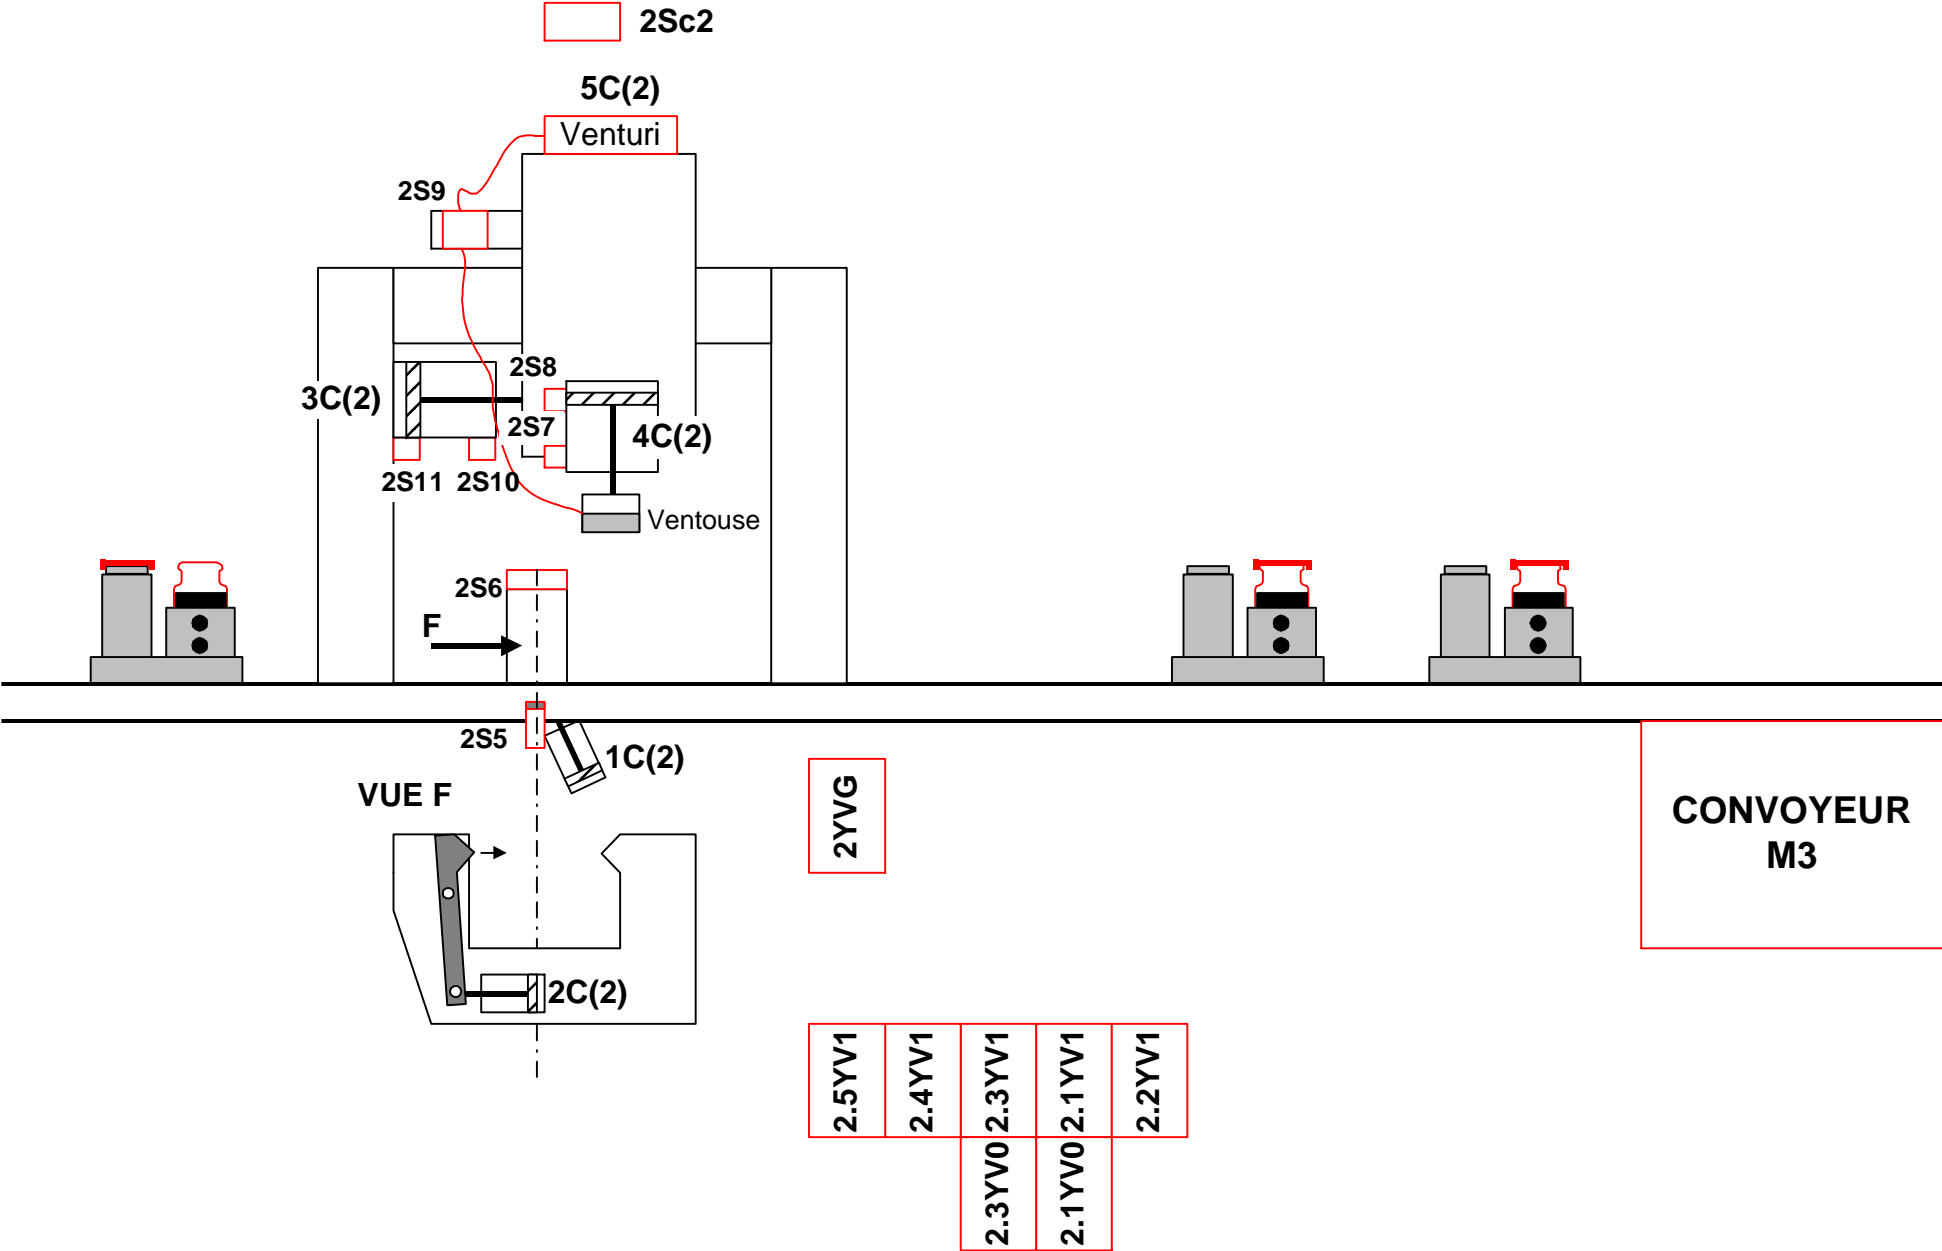 2Sc2
5C(2)
Venturi
2S9
2S8
3C(2)
2S7
4C(2)
2S11
2S10
Ventouse
2S6
F
2S5
1C(2)
VUE F
2YVG
CONVOYEUR
M3
2C(2)
2.5YV1
2.4YV1
2.3YV1
2.1YV1
2.2YV1
2.3YV0
2.1YV0